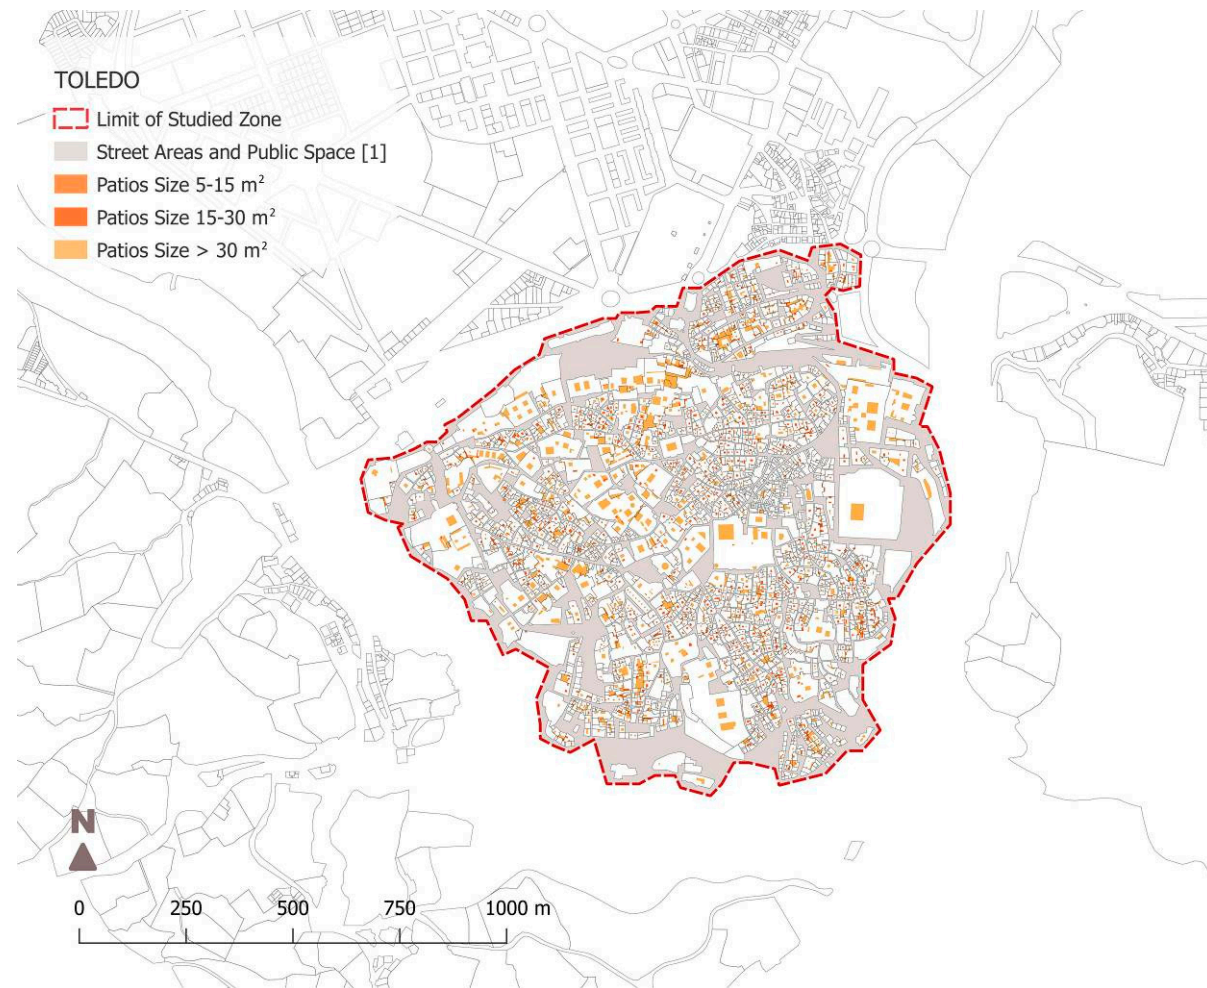 TOLEDO
Limit of Studied Zone
Street Areas and Public Space [1]
Patios Size 5-15 m²
Patios Size 15-30 m²
Patios Size > 30 m²
N
0 250 500 750 1000 m